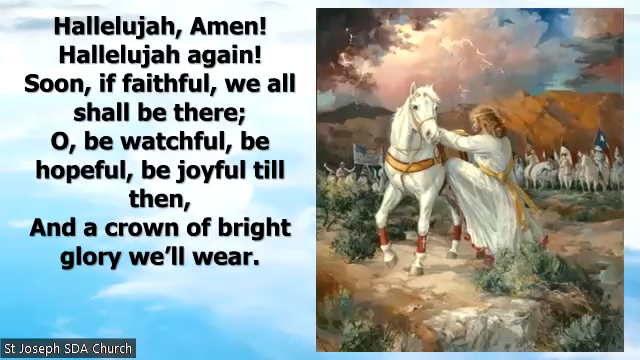 Hallelujah, Amen!
Hallelujah again!
Soon, if faithful, we all
shall be there;
O, be watchful, be
hopeful, be joyful till
then,
And a crown of bright
glory we’ll wear.
St Joseph SDA Church